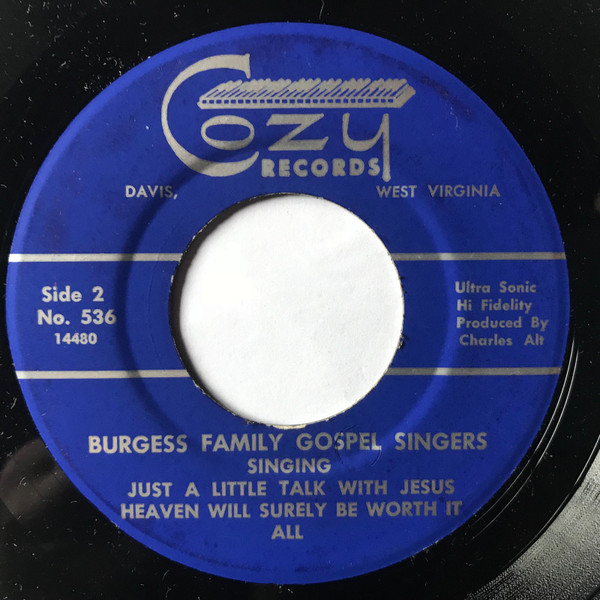 Cozy
RECORDS
DAVIS, WEST VIRGINIA
Side 2
No. 536
14480
Ultra Sonic
Hi Fidelity
Produced By
Charles Alt
BURGESS FAMILY GOSPEL SINGERS
SINGING
JUST A LITTLE TALK WITH JESUS
HEAVEN WILL SURELY BE WORTH IT
ALL